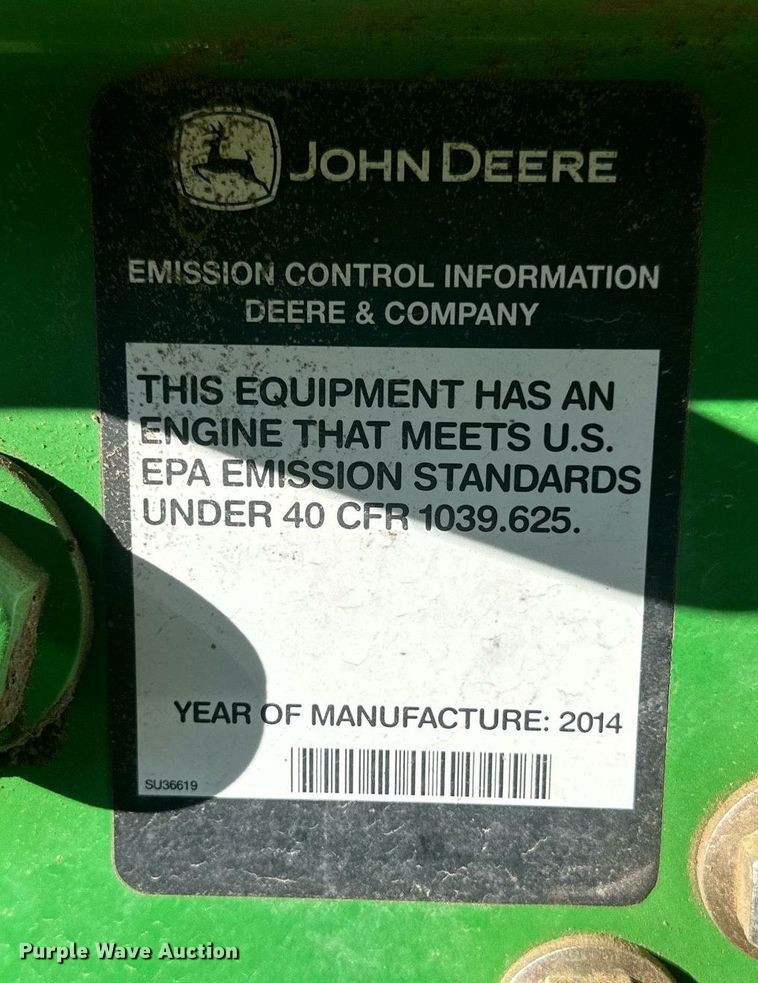 JOHN DEERE
EMISSION CONTROL INFORMATION
DEERE & COMPANY
THIS EQUIPMENT HAS AN
ENGINE THAT MEETS U.S.
EPA EMISSION STANDARDS
UNDER 40 CFR 1039.625.
YEAR OF MANUFACTURE: 2014
SU36619
Purple Wave Auction